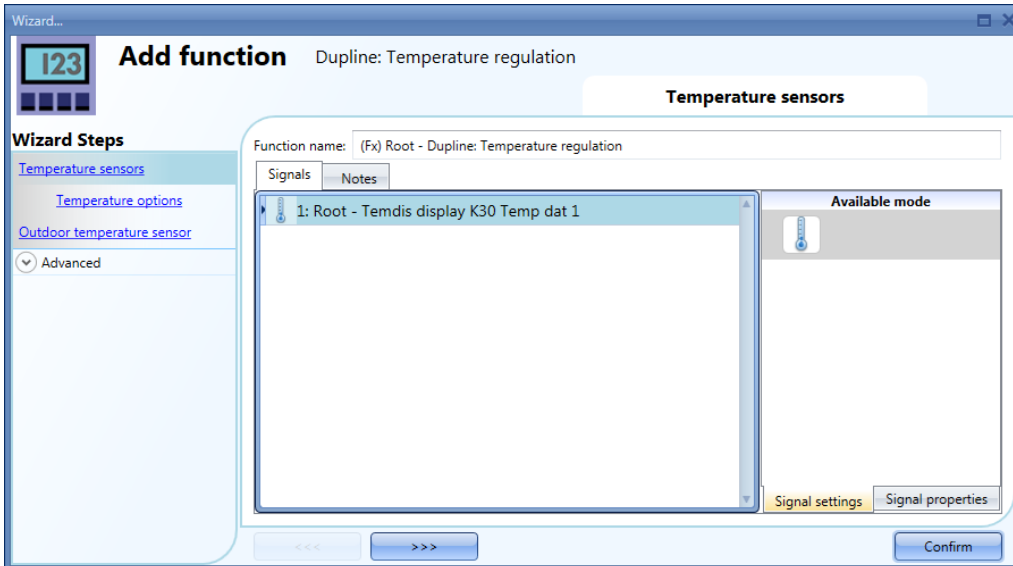 Wizard...
123
Add function
Dupline: Temperature regulation
Temperature sensors
Wizard Steps
Temperature sensors
Temperature options
Outdoor temperature sensor
Advanced
Function name: (Fx) Root - Dupline: Temperature regulation
Signals
Notes
1: Root - Temdis display K30 Temp dat 1
Available mode
Signal settings
Signal properties
<<<
>>>
Confirm